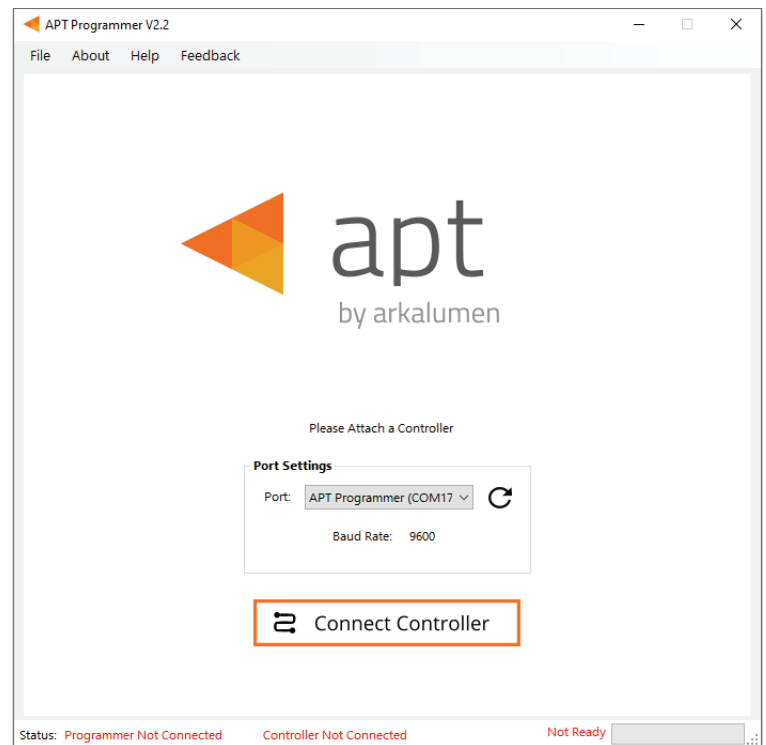 APT Programmer V2.2
File About Help Feedback
apt
by arkalumen
Please Attach a Controller
Port Settings
Port: APT Programmer (COM17
Baud Rate: 9600
Connect Controller
Status: Programmer Not Connected Controller Not Connected Not Ready